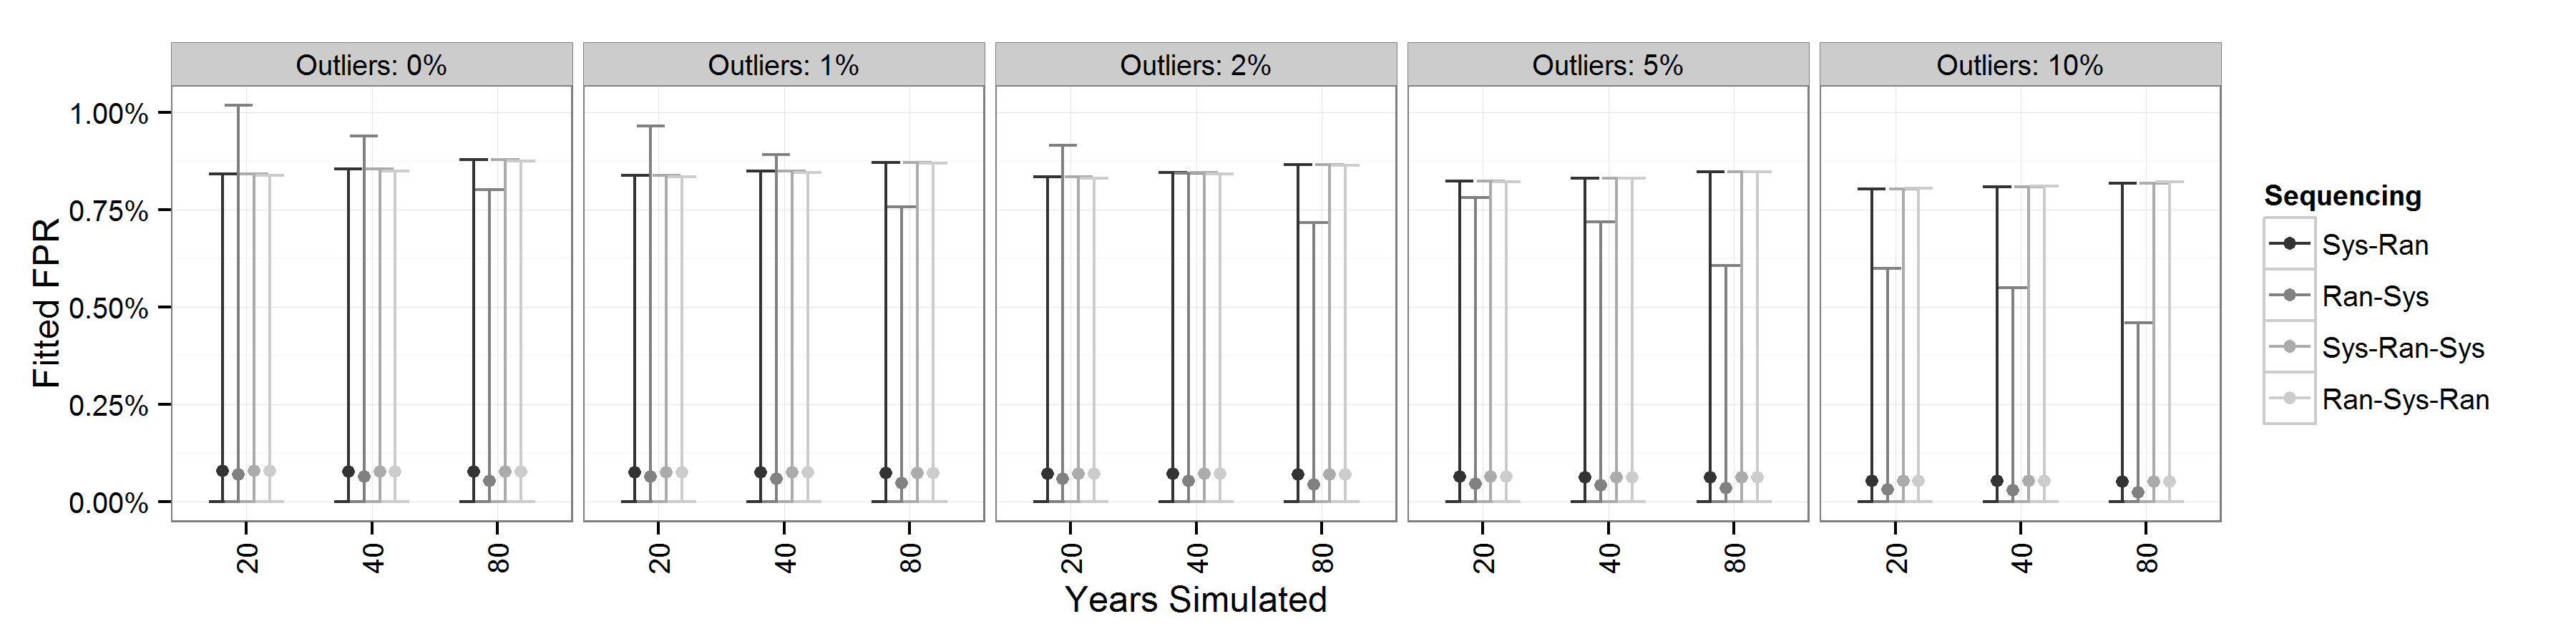 Outliers: 0%
Outliers: 1%
Outliers: 2%
Outliers: 5%
Outliers: 10%
Fitted FPR
1.00%
0.75%
0.50%
0.25%
0.00%
20
40
80
20
40
80
20
40
80
20
40
80
20
40
80
Years Simulated
Sequencing
Sys-Ran
Ran-Sys
Sys-Ran-Sys
Ran-Sys-Ran